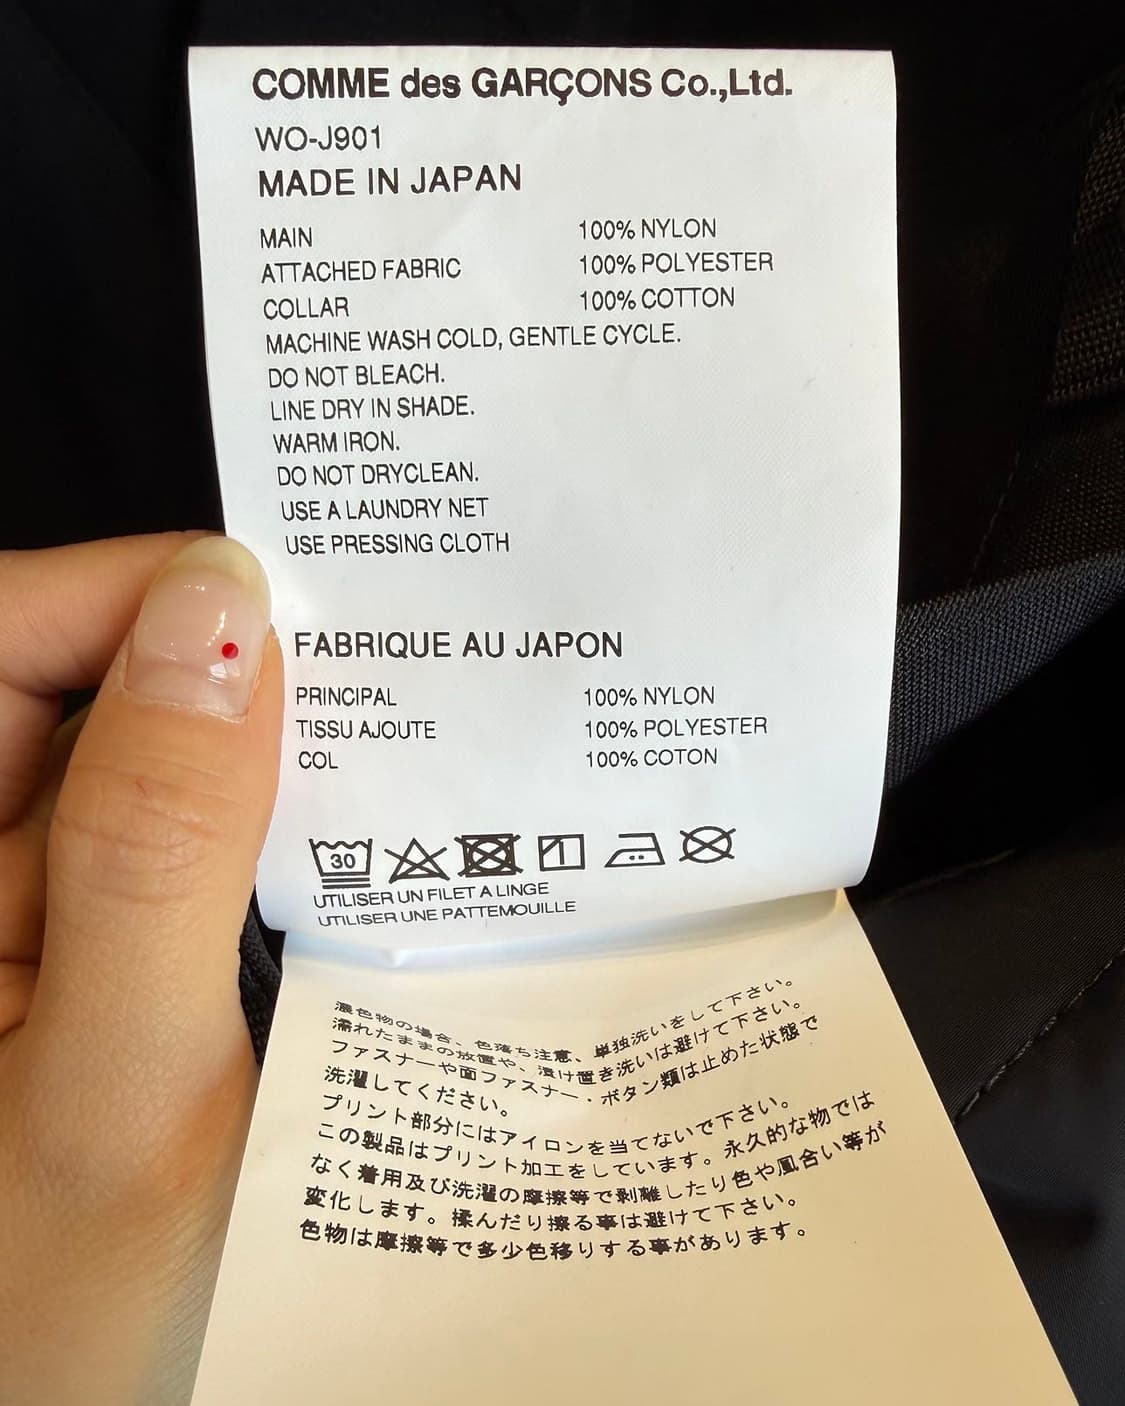 COMME des GARÇONS Co.,Ltd.
WO-J901
MADE IN JAPAN
MAIN 100% NYLON
ATTACHED FABRIC 100% POLYESTER
COLLAR 100% COTTON
MACHINE WASH COLD, GENTLE CYCLE.
DO NOT BLEACH.
LINE DRY IN SHADE.
WARM IRON.
DO NOT DRYCLEAN.
USE A LAUNDRY NET
USE PRESSING CLOTH
FABRIQUE AU JAPON
PRINCIPAL 100% NYLON
TISSU AJOUTE 100% POLYESTER
COL 100% COTON
30
UTILISER UN FILET A LINGE
UTILISER UNE PATTEMOUILLE
濃色物の場合、色落ち注意、単独洗いをして下さい。
濡れたままの放置や、漬け置き洗いは避けて下さい。
ファスナーや面ファスナー・ボタン類は止めた状態で
洗濯してください。
プリント部分にはアイロンを当てないで下さい。
この製品はプリント加工をしています。永久的な物では
なく着用及び洗濯の摩擦等で剥離したり色や風合い等が
変化します。揉んだり擦る事は避けて下さい。
色物は摩擦等で多少色移りする事があります。